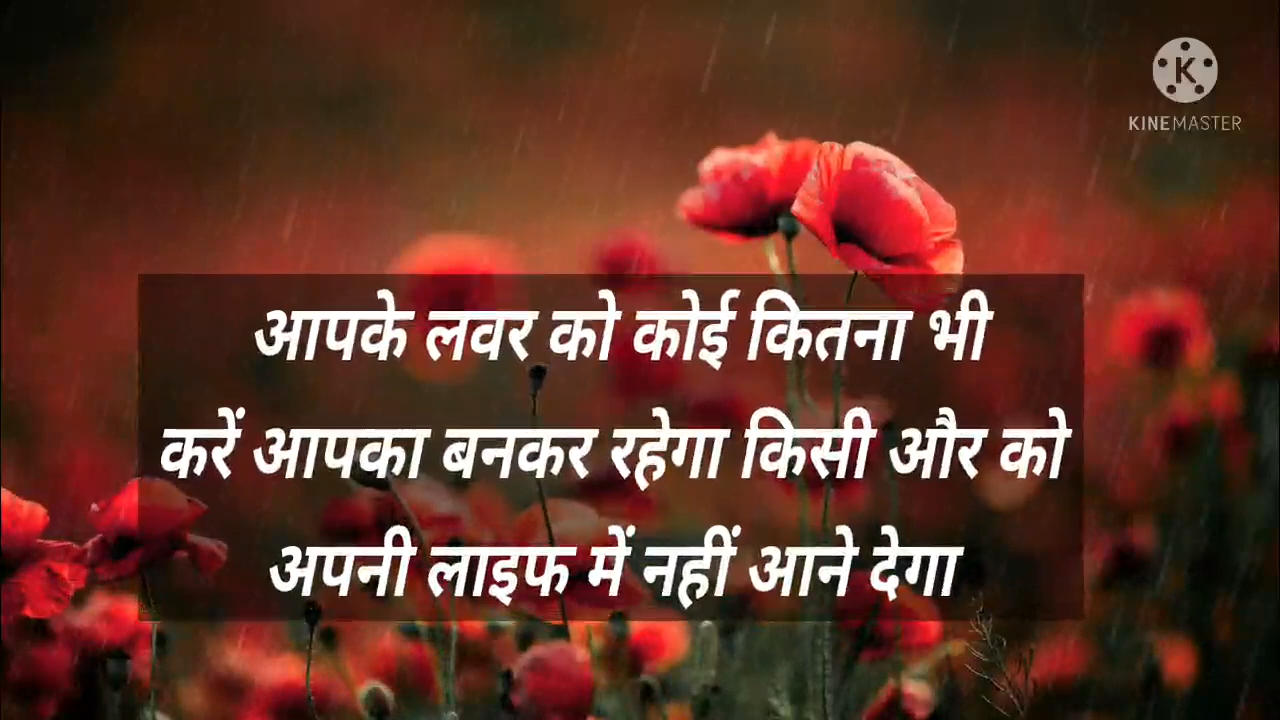 KINEMASTER
आपके लवर को कोई कितना भी
करें आपका बनकर रहेगा किसी और को
अपनी लाइफ में नहीं आने देगा